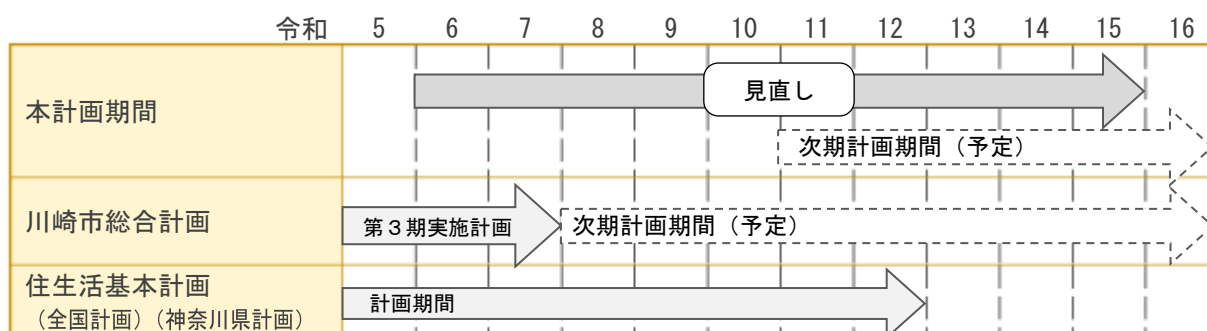 令和 5 6 7 8 9 10 11 12 13 14 15 16
本計画期間
見直し
次期計画期間（予定）
川崎市総合計画
第３期実施計画
次期計画期間（予定）
住生活基本計画
（全国計画）（神奈川県計画）
計画期間